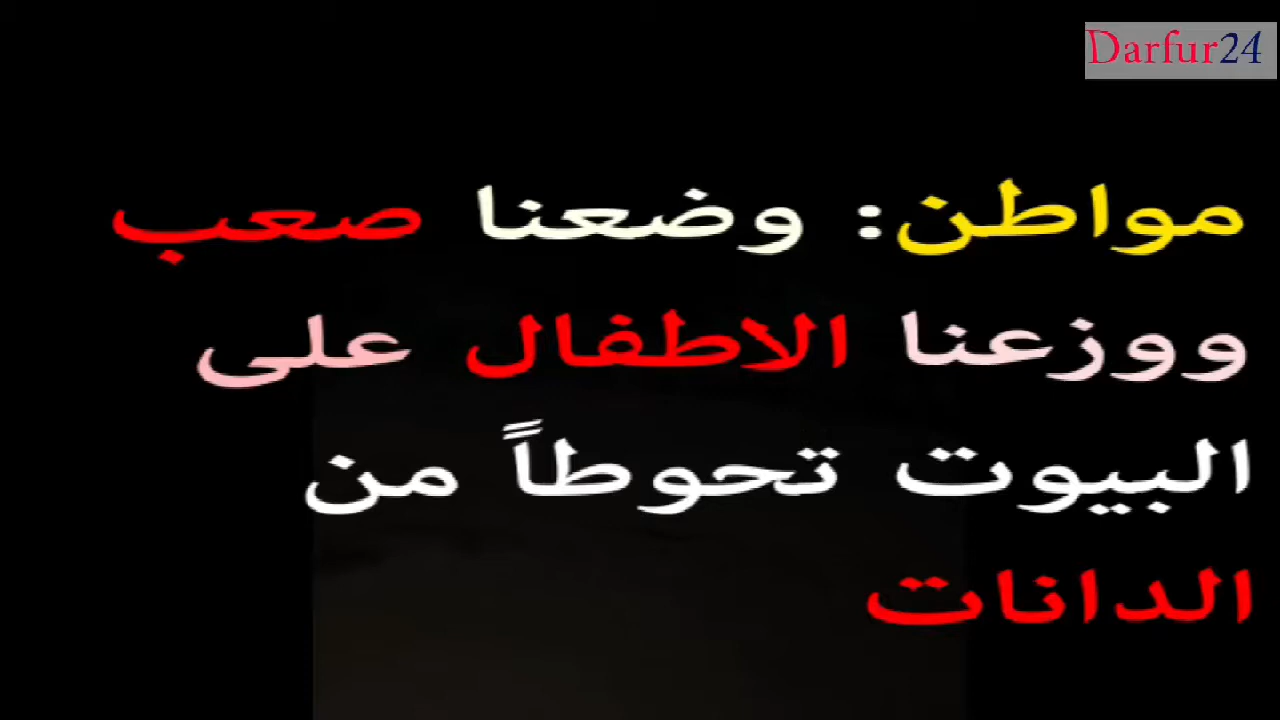 Darfur24
مواطن: وضعنا صعب
ووزعنا الاطفال على
البيوت تحوطاً من
الدانات